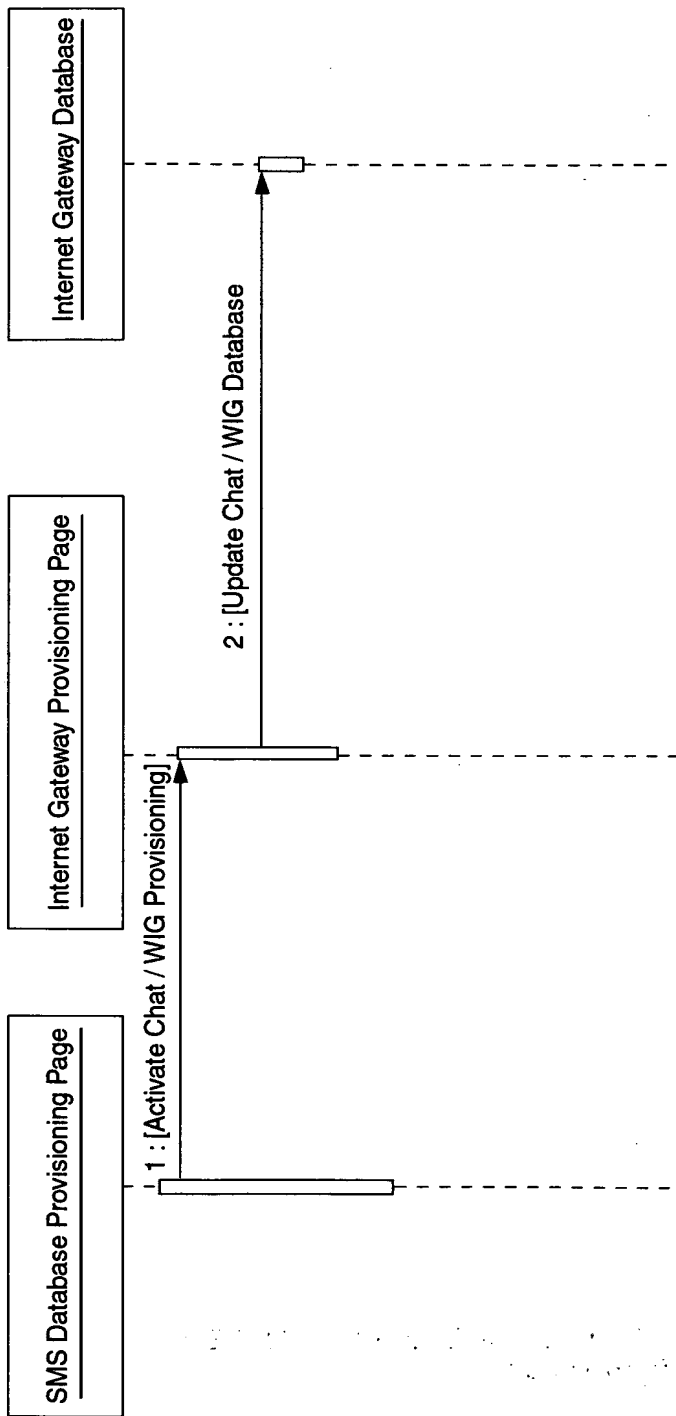 SMS Database Provisioning Page
Internet Gateway Provisioning Page
Internet Gateway Database
1 : [Activate Chat / WIG Provisioning]
2 : [Update Chat / WIG Database